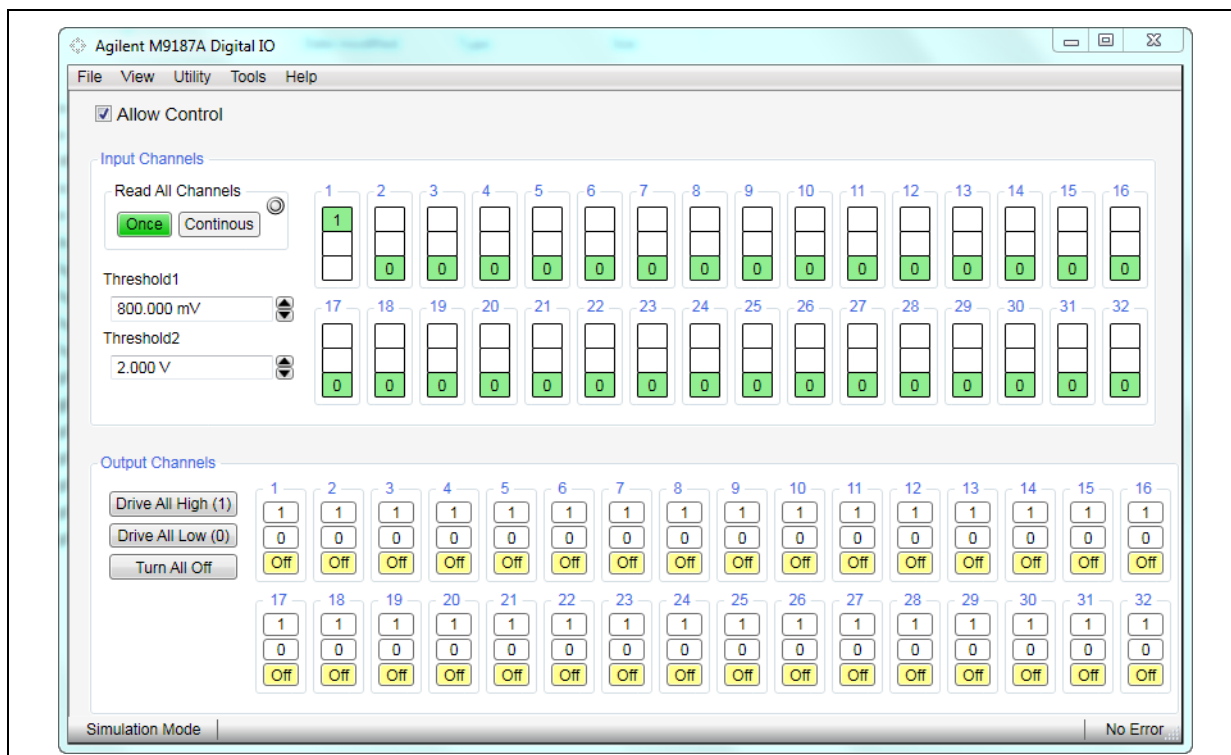 Agilent M9187A Digital IO
File View Utility Tools Help
Allow Control
Input Channels
Read All Channels
Once Continous
Threshold1
800.000 mV
Threshold2
2.000 V
1 2 3 4 5 6 7 8 9 10 11 12 13 14 15 16
1
0 0 0 0 0 0 0 0 0 0 0 0 0 0 0
17 18 19 20 21 22 23 24 25 26 27 28 29 30 31 32
0 0 0 0 0 0 0 0 0 0 0 0 0 0 0 0
Output Channels
Drive All High (1)
Drive All Low (0)
Turn All Off
1 2 3 4 5 6 7 8 9 10 11 12 13 14 15 16
1 1 1 1 1 1 1 1 1 1 1 1 1 1 1 1
0 0 0 0 0 0 0 0 0 0 0 0 0 0 0 0
Off Off Off Off Off Off Off Off Off Off Off Off Off Off Off Off
17 18 19 20 21 22 23 24 25 26 27 28 29 30 31 32
1 1 1 1 1 1 1 1 1 1 1 1 1 1 1 1
0 0 0 0 0 0 0 0 0 0 0 0 0 0 0 0
Off Off Off Off Off Off Off Off Off Off Off Off Off Off Off Off
Simulation Mode No Error